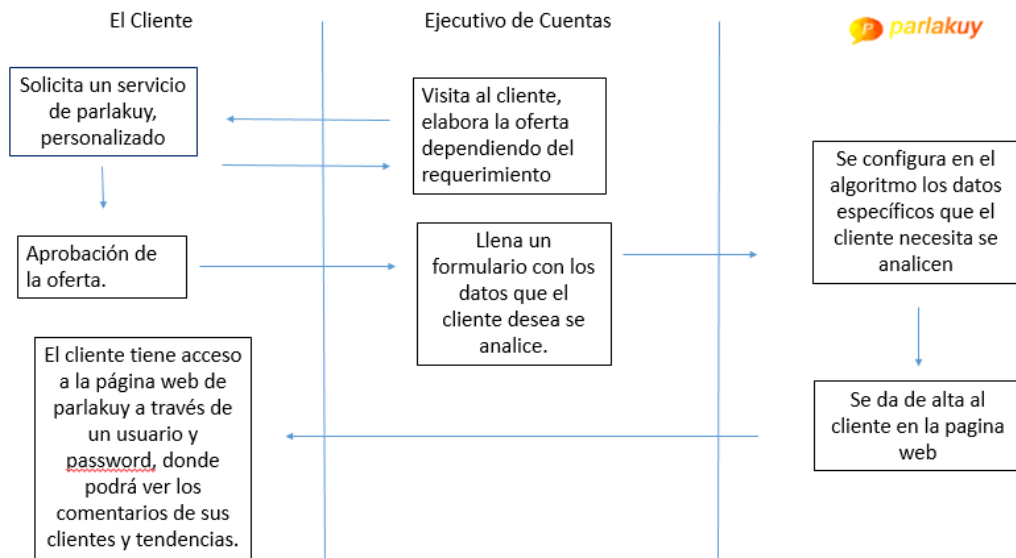 El Cliente
Ejecutivo de Cuentas
P parlakuy
Solicita un servicio
de parlakuy,
personalizado
Visita al cliente,
elabora la oferta
dependiendo del
requerimiento
Se configura en el
algoritmo los datos
específicos que el
cliente necesita se
analicen
Aprobación de
la oferta.
Llena un
formulario con los
datos que el
cliente desea se
analice.
El cliente tiene acceso
a la página web de
parlakuy a través de
un usuario y
password, donde
podrá ver los
comentarios de sus
clientes y tendencias.
Se da de alta al
cliente en la pagina
web